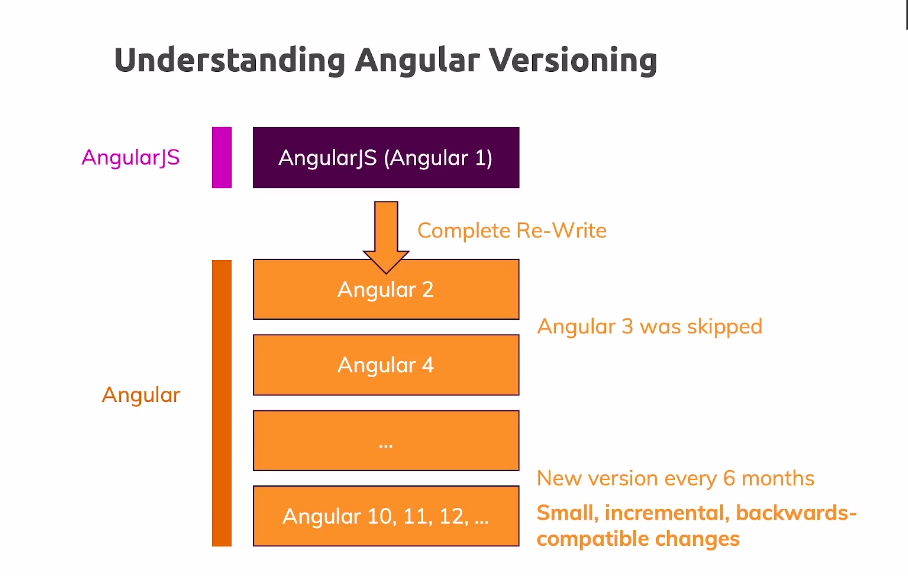 Understanding Angular Versioning
AngularJS
AngularJS (Angular 1)
Complete Re-Write
Angular 2
Angular 3 was skipped
Angular 4
Angular
...
New version every 6 months
Angular 10, 11, 12, ...
Small, incremental, backwards-
compatible changes